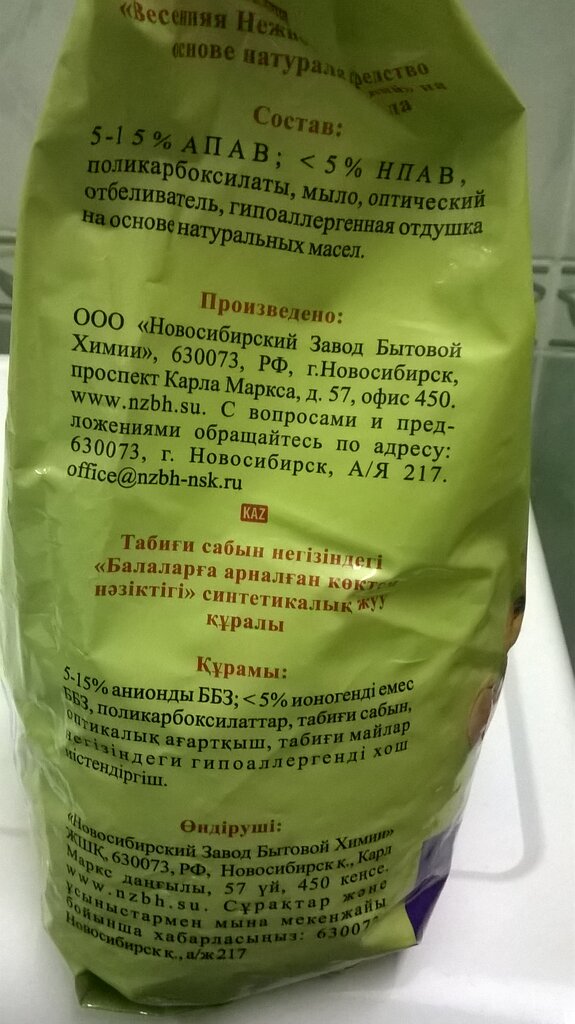 «Весенняя
основе
Состав:
5-15% АПАВ; < 5% НПАВ,
поликарбоксилаты, мыло, оптический
отбеливатель, гипоаллергенная отдушка
на основе натуральных масел.
Произведено:
ООО «Новосибирский Завод Бытовой
Химии», 630073, РФ, г.Новосибирск,
проспект Карла Маркса, д. 57, офис 450.
www.nzbh.su. С вопросами и пред-
ложениями обращайтесь по адресу:
630073, г. Новосибирск, А/Я 217.
office@nzbh-nsk.ru
KAZ
Табиғи сабын негізіндегі
«Балаларға арналған
нәзіктігі» синтетикалық жуу
құралы
Құрамы:
5-15% анионды ББЗ; < 5% ионогенді емес
ББЗ, поликарбоксилаттар, табиғи сабын,
оптикалық ағартқыш, табиғи майлар
негізіндегі гипоаллергенді хош
иістендіргіш.
Өндіруші:
«Новосибирский Завод Бытовой Химии»
ЖШҚ, 630073, РФ, Новосибирск к., Карл
Маркс даңғылы, 57 үй, 450 кеңсе.
www.nzbh.su. Сұрақтар және
ұсыныстармен мына мекенжайы
бойынша хабарласыңыз:
Новосибирск к., а/ж 217